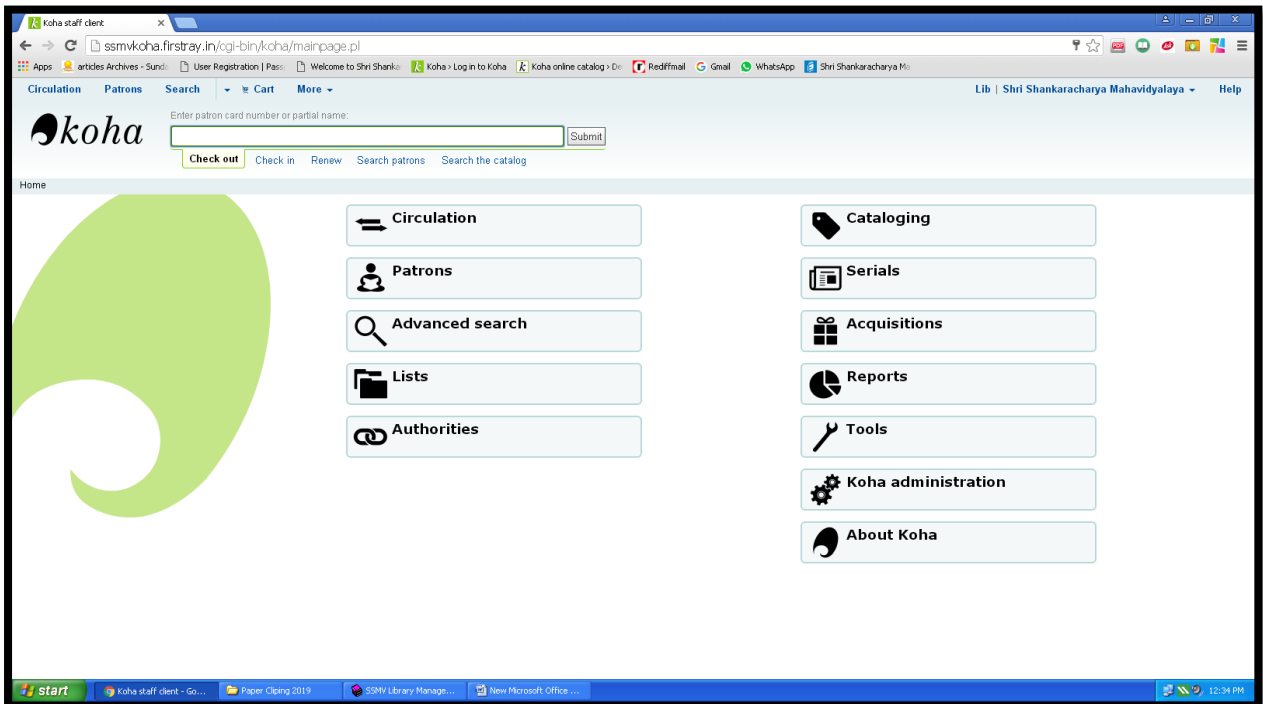 Koha staff client
ssmvkoha.firstray.in/cgi-bin/koha/mainpage.pl
Apps articles Archives - Sunda User Registration | Pass Welcome to Shri Shanka Koha › Log in to Koha Koha online catalog › De Rediffmail Gmail WhatsApp Shri Shankaracharya Ma
Circulation Patrons Search Cart More Lib | Shri Shankaracharya Mahavidyalaya Help
Enter patron card number or partial name:
koha
Submit
Check out Check in Renew Search patrons Search the catalog
Home
Circulation
Patrons
Advanced search
Lists
Authorities
Cataloging
Serials
Acquisitions
Reports
Tools
Koha administration
About Koha
start Koha staff client - Go... Paper Cliping 2019 SSMV Library Manage... New Microsoft Office ... 12:34 PM